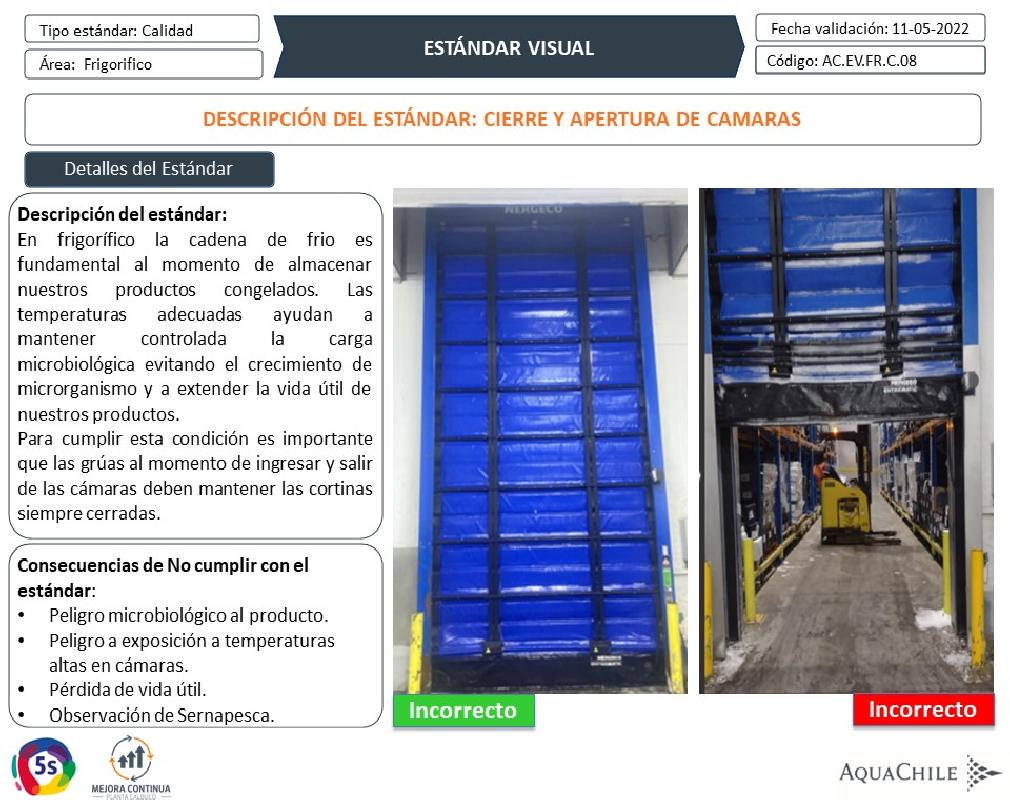 Tipo estándar: Calidad
Área: Frigorifico
ESTÁNDAR VISUAL
Fecha validación: 11-05-2022
Código: AC.EV.FR.C.08
DESCRIPCIÓN DEL ESTÁNDAR: CIERRE Y APERTURA DE CAMARAS
Detalles del Estándar
Descripción del estándar:
En frigorífico la cadena de frio es
fundamental al momento de almacenar
nuestros productos congelados. Las
temperaturas adecuadas ayudan a
mantener controlada la carga
microbiológica evitando el crecimiento de
microrganismo y a extender la vida útil de
nuestros productos.
Para cumplir esta condición es importante
que las grúas al momento de ingresar y salir
de las cámaras deben mantener las cortinas
siempre cerradas.
Consecuencias de No cumplir con el
estándar:
• Peligro microbiológico al producto.
• Peligro a exposición a temperaturas
altas en cámaras.
• Pérdida de vida útil.
• Observación de Sernapesca.
NERGECO
Incorrecto
Incorrecto
5s
MEJORA CONTINUA
PLANTA CALBUCO
AQUACHILE